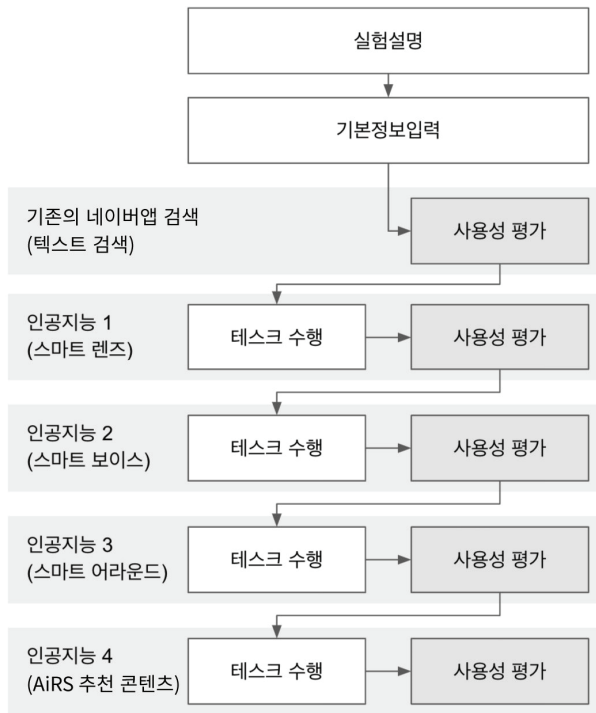 실험설명
기본정보입력
기존의 네이버앱 검색
(텍스트 검색)
사용성 평가
인공지능 1
(스마트 렌즈)
테스크 수행
사용성 평가
인공지능 2
(스마트 보이스)
테스크 수행
사용성 평가
인공지능 3
(스마트 어라운드)
테스크 수행
사용성 평가
인공지능 4
(AiRS 추천 콘텐츠)
테스크 수행
사용성 평가